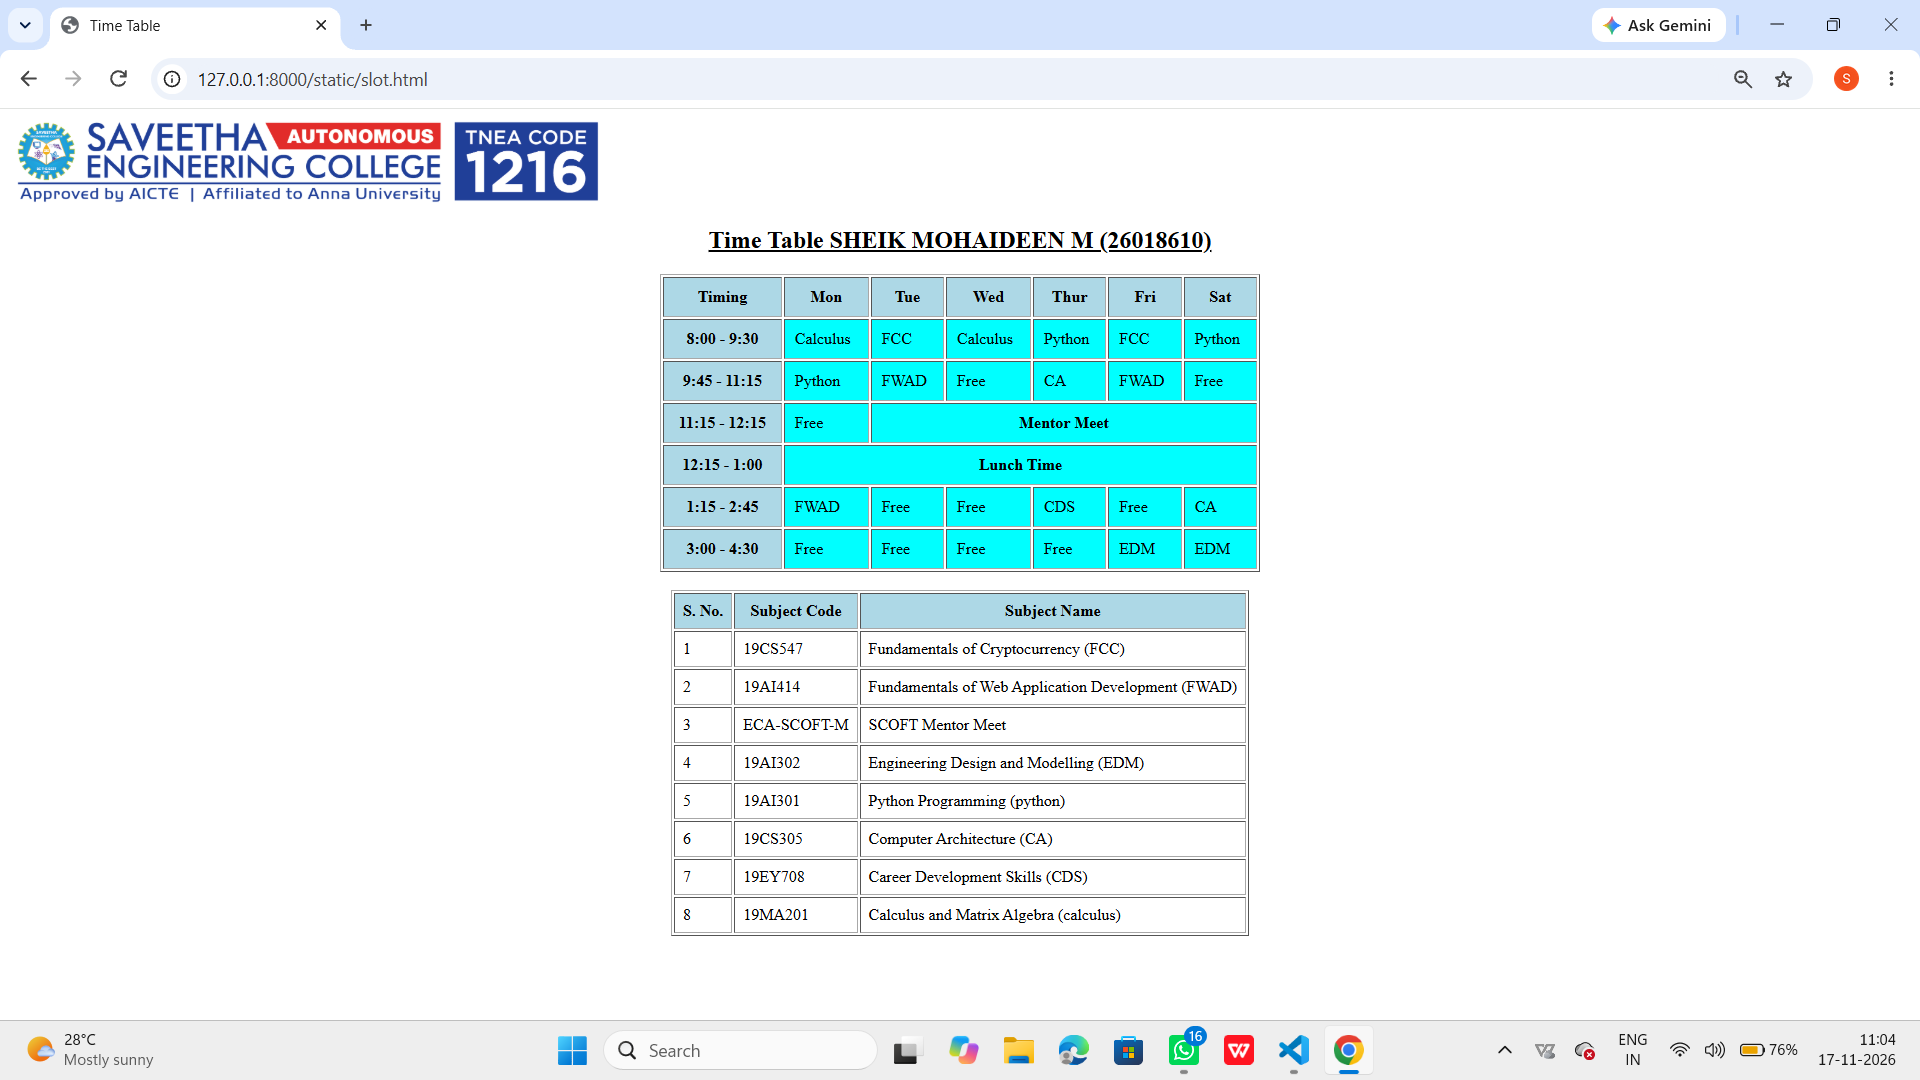 Time Table
Ask Gemini
127.0.0.1:8000/static/slot.html
S
SAVEETHA AUTONOMOUS
ENGINEERING COLLEGE
Approved by AICTE | Affiliated to Anna University
TNEA CODE
1216
Time Table SHEIK MOHAIDEEN M (26018610)
Timing Mon Tue Wed Thur Fri Sat
8:00 - 9:30 Calculus FCC Calculus Python FCC Python
9:45 - 11:15 Python FWAD Free CA FWAD Free
11:15 - 12:15 Free Mentor Meet
12:15 - 1:00 Lunch Time
1:15 - 2:45 FWAD Free Free CDS Free CA
3:00 - 4:30 Free Free Free Free EDM EDM
S. No. Subject Code Subject Name
1 19CS547 Fundamentals of Cryptocurrency (FCC)
2 19AI414 Fundamentals of Web Application Development (FWAD)
3 ECA-SCOFT-M SCOFT Mentor Meet
4 19AI302 Engineering Design and Modelling (EDM)
5 19AI301 Python Programming (python)
6 19CS305 Computer Architecture (CA)
7 19EY708 Career Development Skills (CDS)
8 19MA201 Calculus and Matrix Algebra (calculus)
28°C
Mostly sunny
Search
16
ENG
IN
76%
11:04
17-11-2026